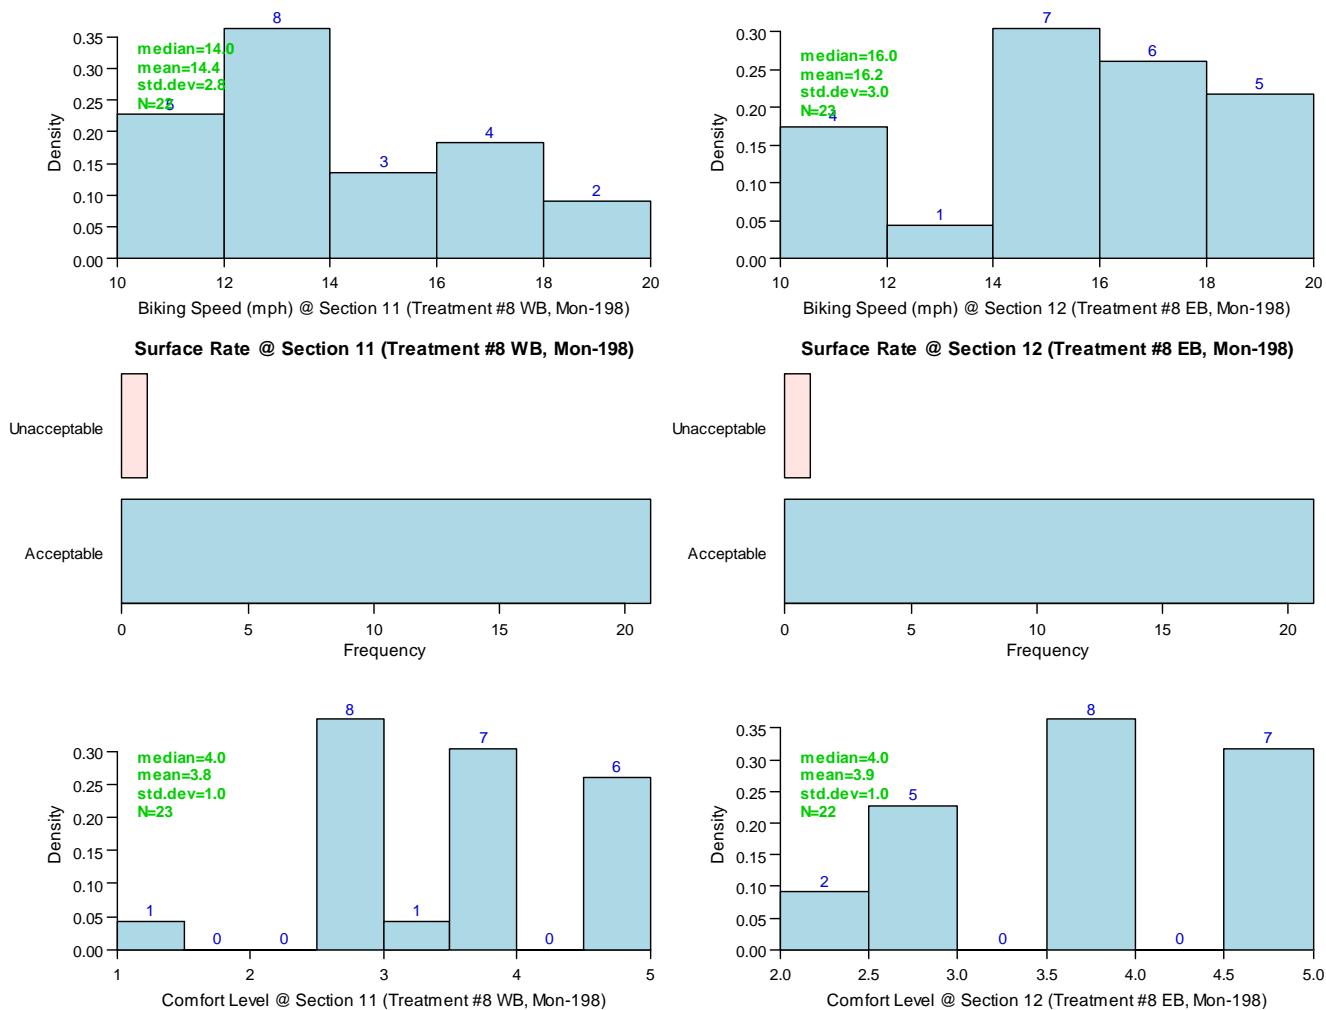 8
0.35
median=14.0
0.30
mean=14.4
std.dev=2.8
0.25
N=22
5
0.20
4
Density
0.15
3
0.10
2
0.05
0.00
10 12 14 16 18 20
Biking Speed (mph) @ Section 11 (Treatment #8 WB, Mon-198)
7
0.30
median=16.0
6
mean=16.2
0.25
std.dev=3.0
5
N=23
0.20
4
Density
0.15
0.10
0.05
1
0.00
10 12 14 16 18 20
Biking Speed (mph) @ Section 12 (Treatment #8 EB, Mon-198)
Surface Rate @ Section 11 (Treatment #8 WB, Mon-198)
Unacceptable
Acceptable
0 5 10 15 20
Frequency
Surface Rate @ Section 12 (Treatment #8 EB, Mon-198)
Unacceptable
Acceptable
0 5 10 15 20
Frequency
8
7
0.30
median=4.0
mean=3.8
6
0.25
std.dev=1.0
N=23
0.20
Density
0.15
0.10
0.05
1 0 0 1 0
0.00
1 2 3 4 5
Comfort Level @ Section 11 (Treatment #8 WB, Mon-198)
8
0.35
7
median=4.0
0.30
mean=3.9
std.dev=1.0
0.25
5
N=22
0.20
Density
0.15
0.10
2
0.05
0 0
0.00
2.0 2.5 3.0 3.5 4.0 4.5 5.0
Comfort Level @ Section 12 (Treatment #8 EB, Mon-198)